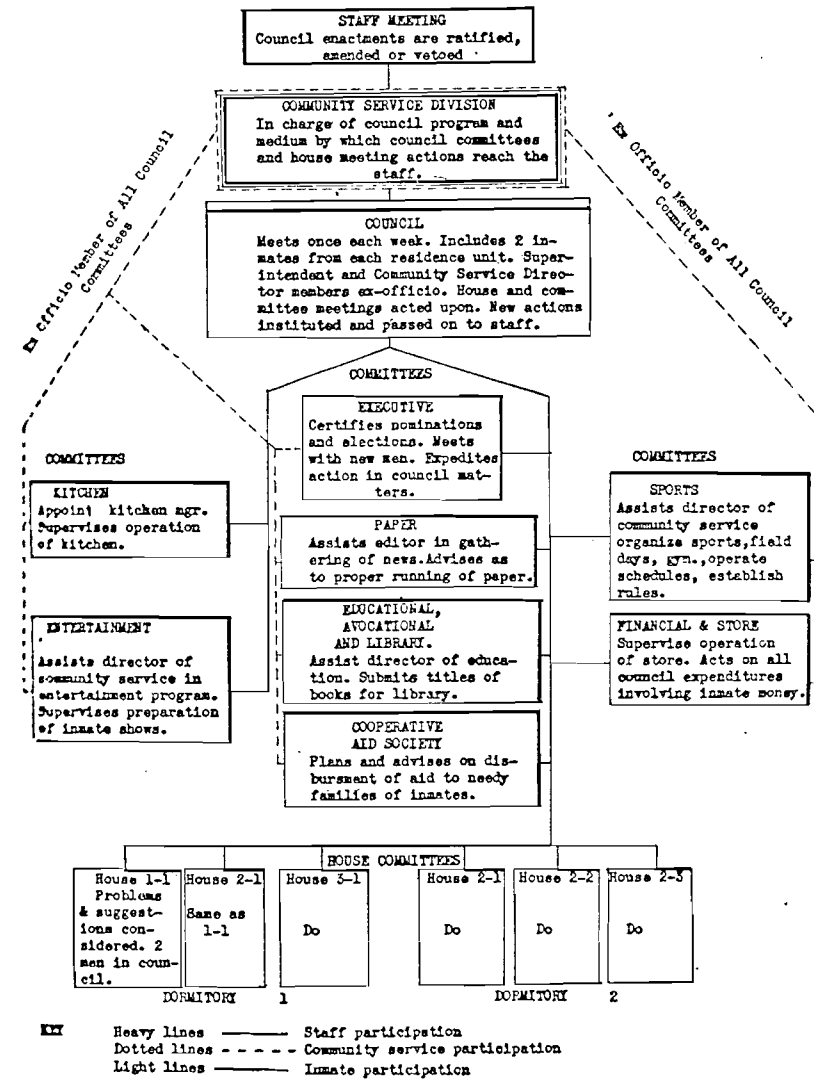 STAFF MEETING
Council enactments are ratified,
amended or vetoed
COMMUNITY SERVICE DIVISION
In charge of council program and
medium by which council committees
and house meeting actions reach the
staff.
Ex Officio Member of All Council
Committees
Ex Officio Member of All Council
Committees
COUNCIL
Meets once each week. Includes 2 in-
mates from each residence unit. Super-
intendent and Community Service Direc-
tor members ex-officio. House and com-
mittee meetings acted upon. New actions
instituted and passed on to staff.
COMMITTEES
EXECUTIVE
Certifies nominations
and elections. Meets
with new men. Expedites
action in council mat-
ters.
PAPER
Assists editor in gath-
ering of news.Advises as
to proper running of paper.
EDUCATIONAL,
AVOCATIONAL
AND LIBRARY.
Assist director of educa-
tion. Submits titles of
books for library.
COOPERATIVE
AID SOCIETY
Plans and advises on dis-
bursment of aid to needy
families of inmates.
COMMITTEES
KITCHEN
Appoint kitchen mgr.
Supervises operation
of kitchen.
ENTERTAINMENT
Assists director of
community service in
entertainment program.
Supervises preparation
of inmate shows.
COMMITTEES
SPORTS
Assists director of
community service
organize sports,field
days, gym.,operate
schedules, establish
rules.
FINANCIAL & STORE
Supervise operation
of store. Acts on all
council expenditures
involving inmate money.
HOUSE COMMITTEES
House 1-1
Problems
& suggest-
ions con-
sidered. 2
men in coun-
cil.
House 2-1
Same as
1-1
House 3-1
Do
House 2-1
Do
House 2-2
Do
House 2-3
Do
DORMITORY 1
DORMITORY 2
KEY
Heavy lines Staff participation
Dotted lines Community service participation
Light lines Inmate participation